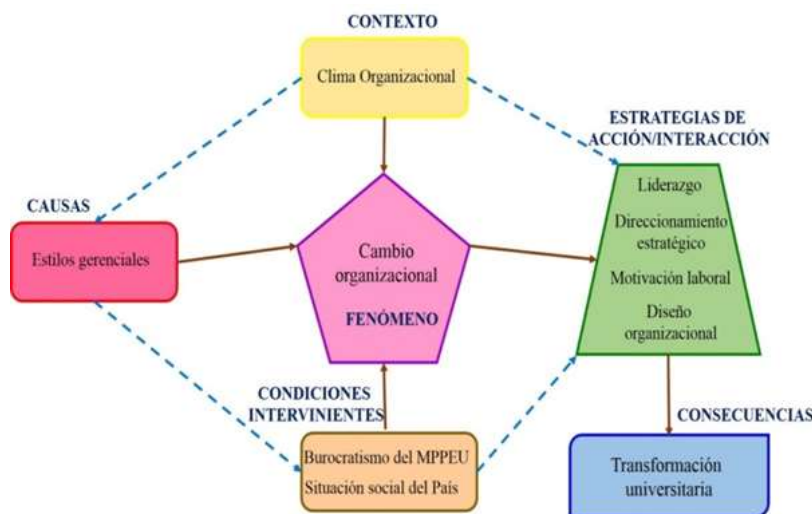 CONTEXTO
Clima Organizacional
ESTRATEGIAS DE
ACCIÓN/INTERACCIÓN
Liderazgo
Direccionamiento
estratégico
Motivación laboral
Diseño
organizacional
CAUSAS
Estilos gerenciales
Cambio
organizacional
FENÓMENO
CONDICIONES
INTERVINIENTES
Burocratismo del MPPEU
Situación social del País
CONSECUENCIAS
Transformación
universitaria